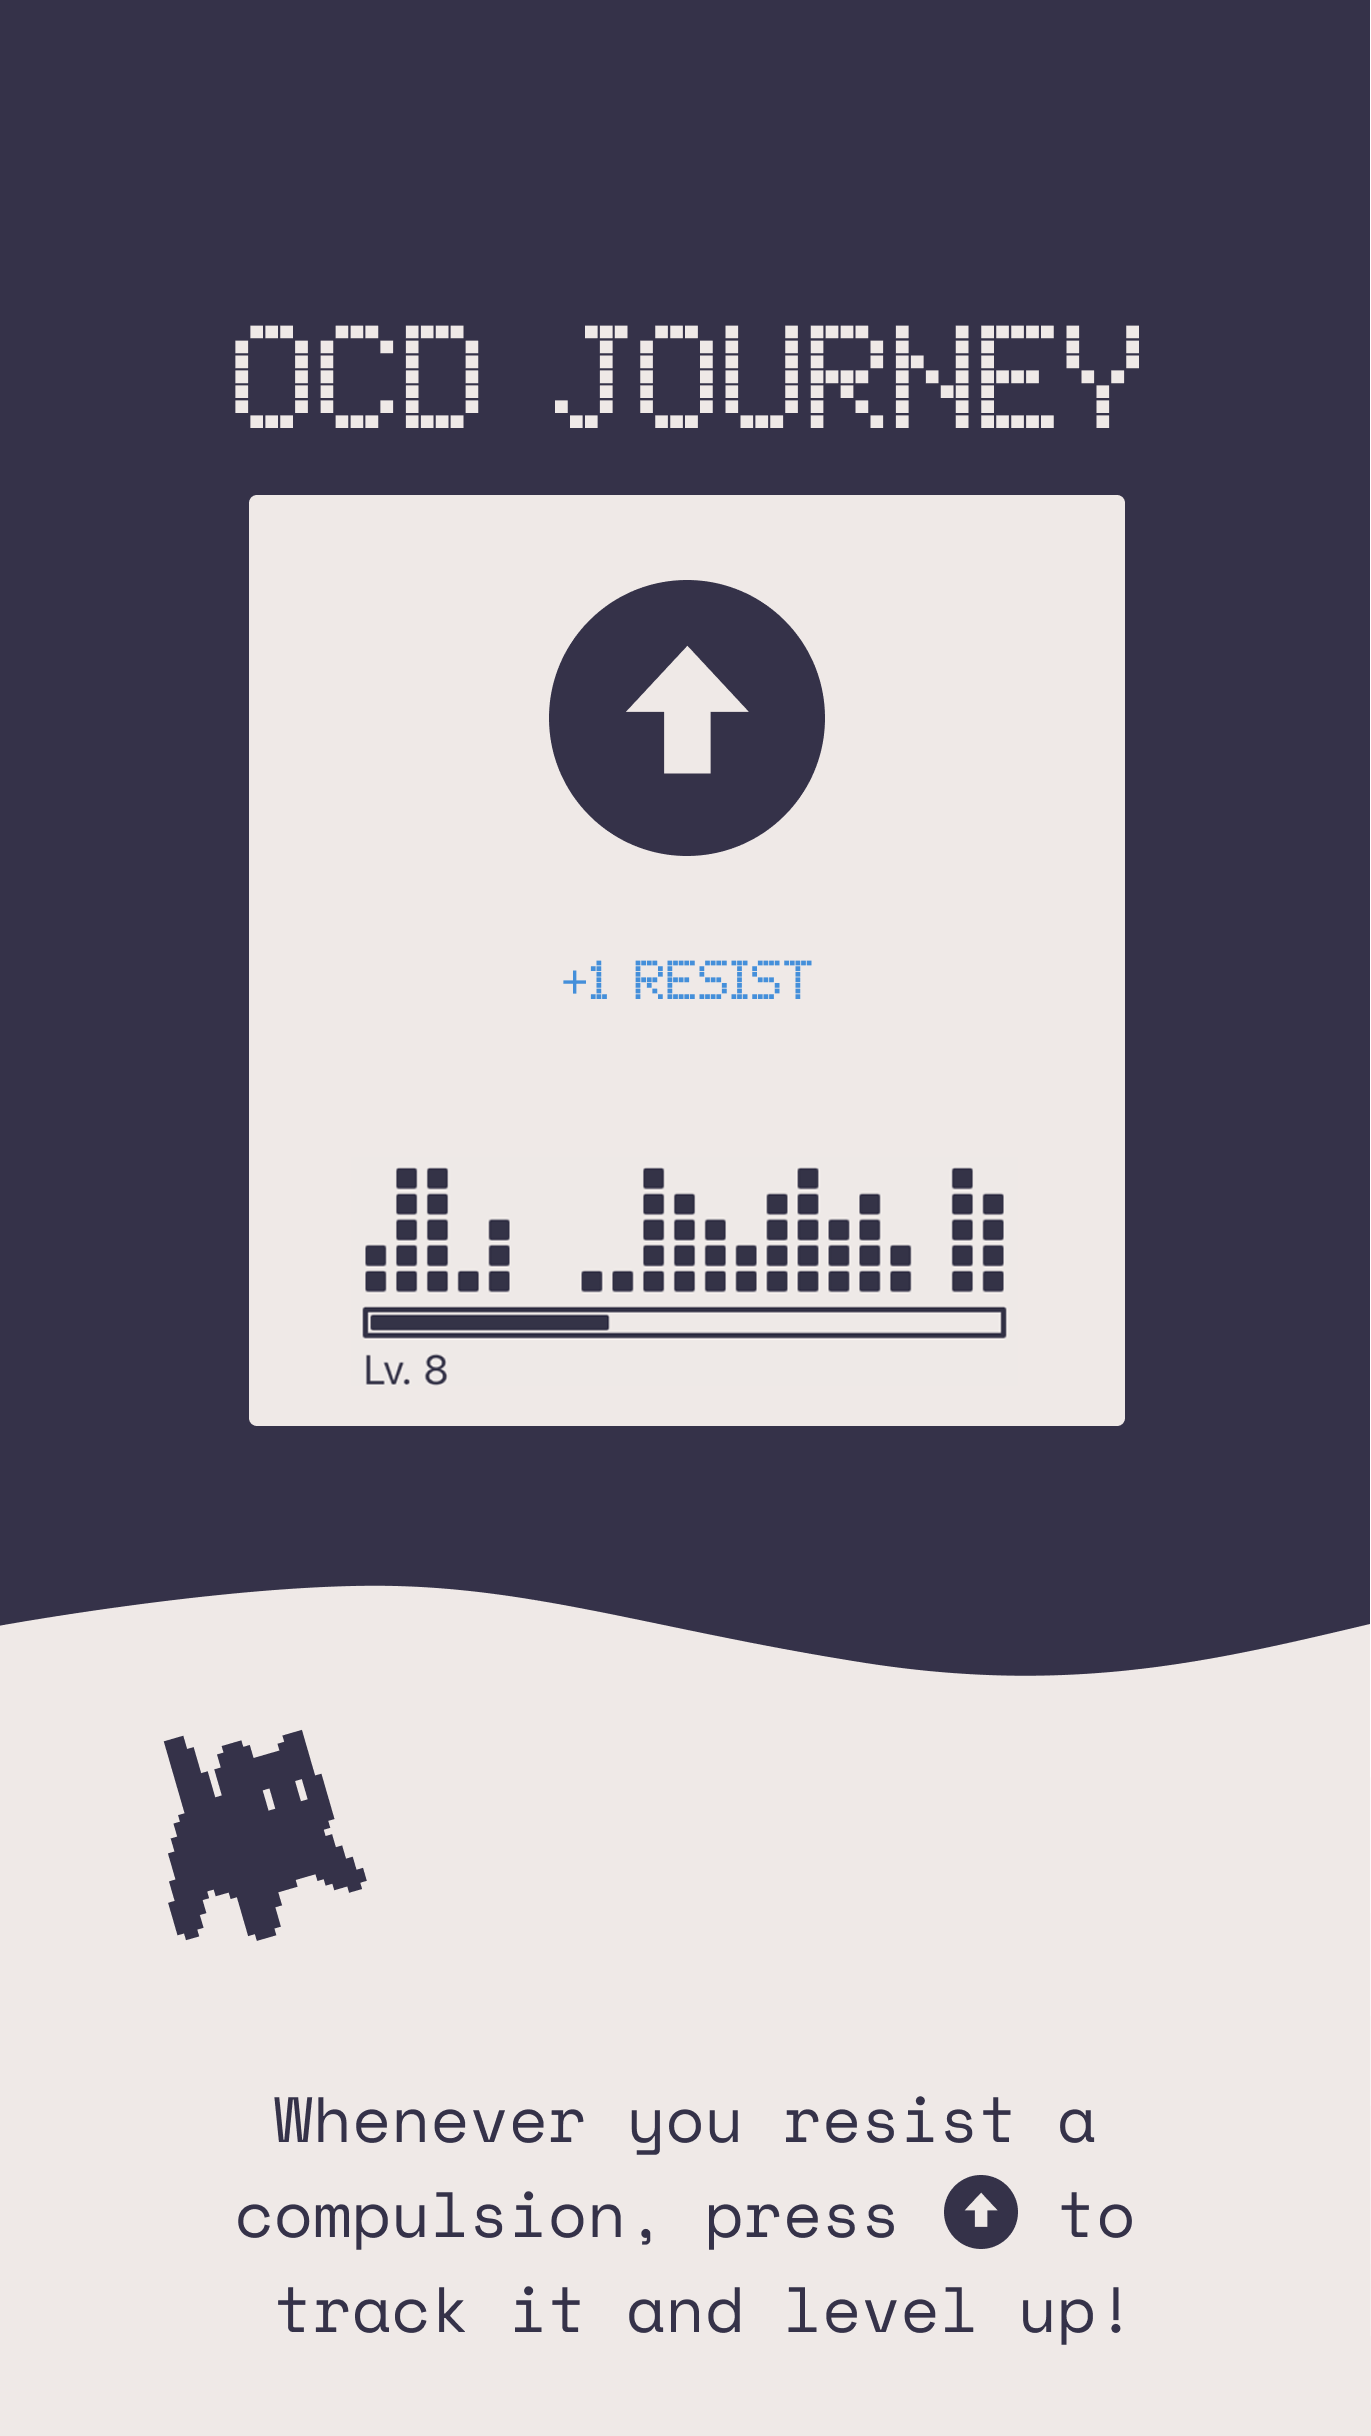 OCD JOURNEY
+1 RESIST
Lv. 8
Whenever you resist a
compulsion, press to
track it and level up!